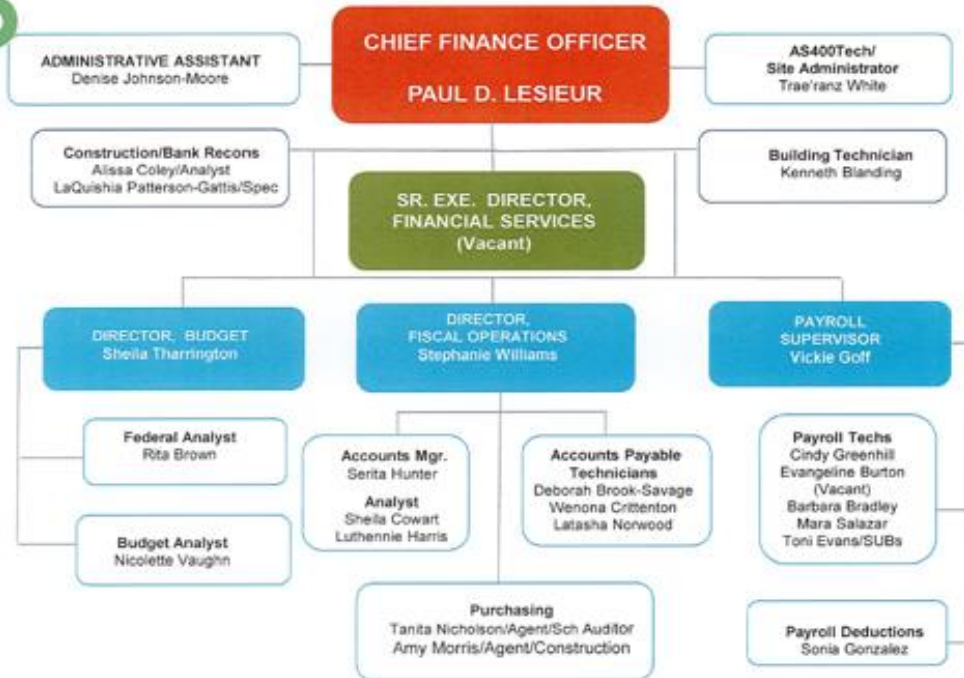 CHIEF FINANCE OFFICER
PAUL D. LESIEUR
ADMINISTRATIVE ASSISTANT
Denise Johnson-Moore
AS400Tech/
Site Administrator
Trae'ranz White
Construction/Bank Recons
Alissa Coley/Analyst
LaQuishia Patterson-Gattis/Spec
Building Technician
Kenneth Blanding
SR. EXE. DIRECTOR,
FINANCIAL SERVICES
(Vacant)
DIRECTOR, BUDGET
Sheila Tharrington
DIRECTOR,
FISCAL OPERATIONS
Stephanie Williams
PAYROLL
SUPERVISOR
Vickie Goff
Federal Analyst
Rita Brown
Budget Analyst
Nicolette Vaughn
Accounts Mgr.
Serita Hunter
Analyst
Sheila Cowart
Luthennie Harris
Accounts Payable
Technicians
Deborah Brook-Savage
Wenona Crittenton
Latasha Norwood
Payroll Techs
Cindy Greenhill
Evangeline Burton
(Vacant)
Barbara Bradley
Mara Salazar
Toni Evans/SUBs
Purchasing
Tanita Nicholson/Agent/Sch Auditor
Amy Morris/Agent/Construction
Payroll Deductions
Sonia Gonzalez